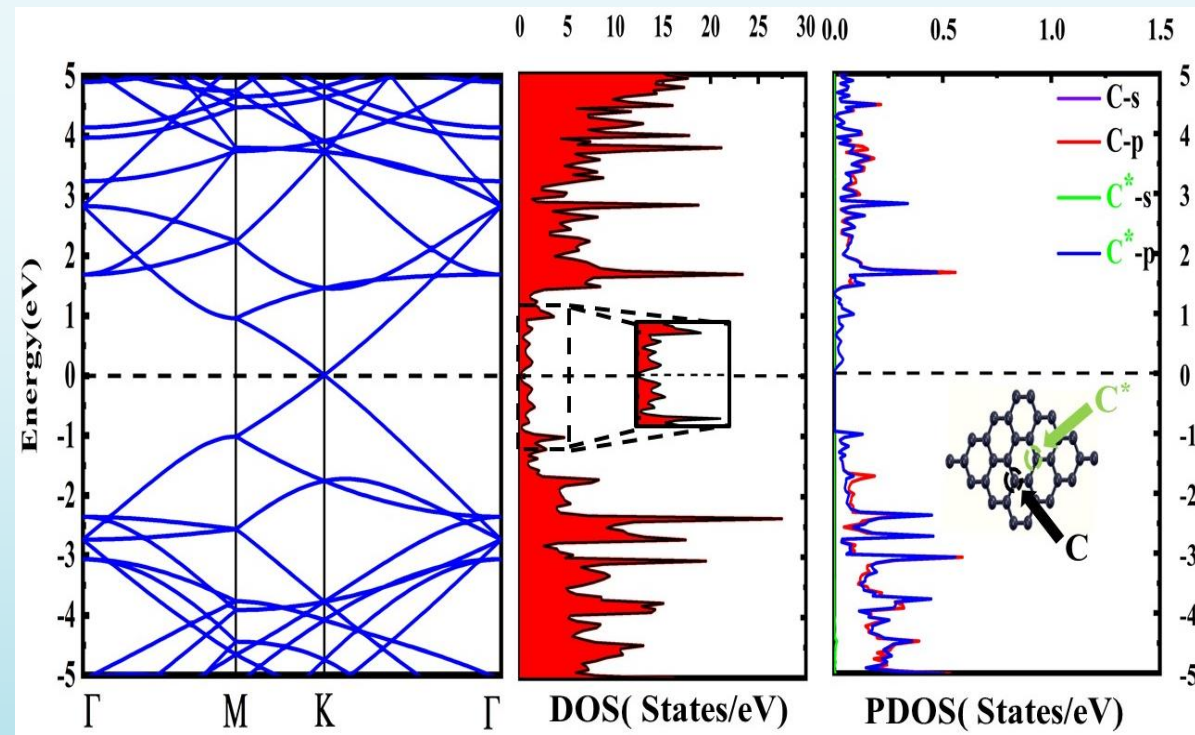 0 5 10 15 20 25 30
0.0 0.5 1.0 1.5
5
4
3
2
1
0
-1
-2
-3
-4
-5
Energy(eV)
C-s
C-p
C*-s
C*-p
C*
C
5
4
3
2
1
0
-1
-2
-3
-4
-5
Γ M K Γ
DOS( States/eV)
PDOS( States/eV)